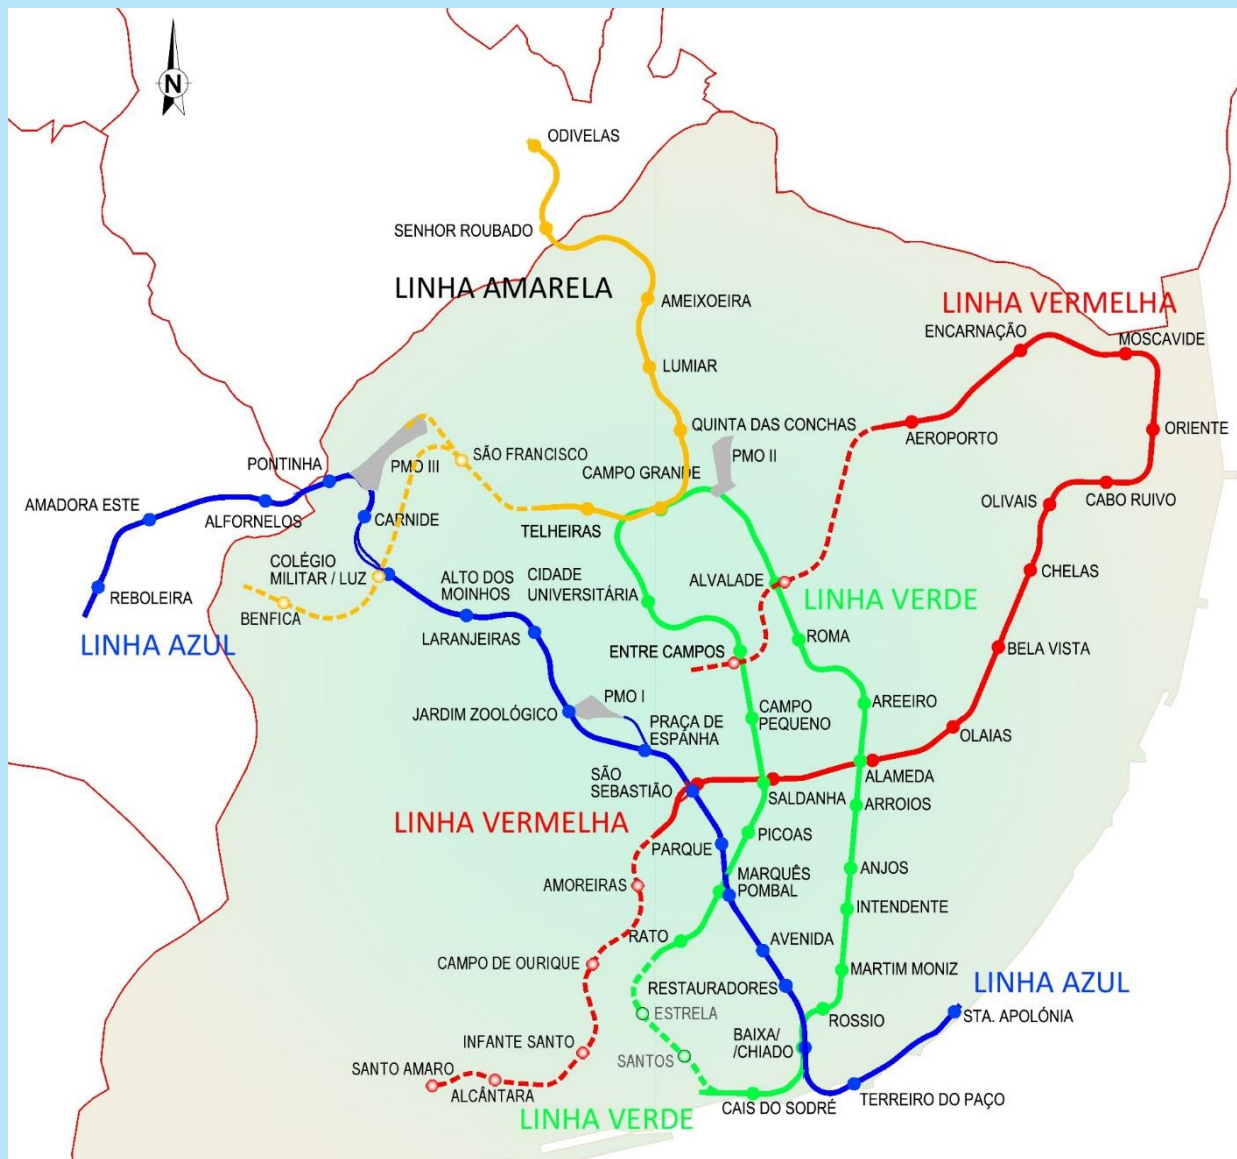 N
ODIVELAS
SENHOR ROUBADO
LINHA AMARELA
AMEIXOEIRA
LINHA VERMELHA
ENCARNAÇÃO
MOSCAVIDE
LUMIAR
QUINTA DAS CONCHAS
AEROPORTO
ORIENTE
PMO II
PONTINHA
PMO III
SÃO FRANCISCO
CAMPO GRANDE
AMADORA ESTE
ALFORNELOS
CARNIDE
TELHEIRAS
OLIVAIS
CABO RUIVO
COLÉGIO
MILITAR / LUZ
ALTO DOS
MOINHOS
CIDADE
UNIVERSITÁRIA
ALVALADE
CHELAS
REBOLEIRA
LINHA VERDE
BENFICA
LARANJEIRAS
LINHA AZUL
ROMA
ENTRE CAMPOS
BELA VISTA
PMO I
JARDIM ZOOLÓGICO
PRAÇA DE
ESPANHA
CAMPO
PEQUENO
AREEIRO
OLAIAS
SÃO
SEBASTIÃO
SALDANHA
ALAMEDA
ARROIOS
LINHA VERMELHA
PICOAS
PARQUE
MARQUÊS
POMBAL
ANJOS
AMOREIRAS
INTENDENTE
RATO
AVENIDA
CAMPO DE OURIQUE
MARTIM MONIZ
RESTAURADORES
LINHA AZUL
ESTRELA
ROSSIO
STA. APOLÓNIA
BAIXA/
/CHIADO
INFANTE SANTO
SANTOS
SANTO AMARO
ALCÂNTARA
CAIS DO SODRÉ
TERREIRO DO PAÇO
LINHA VERDE